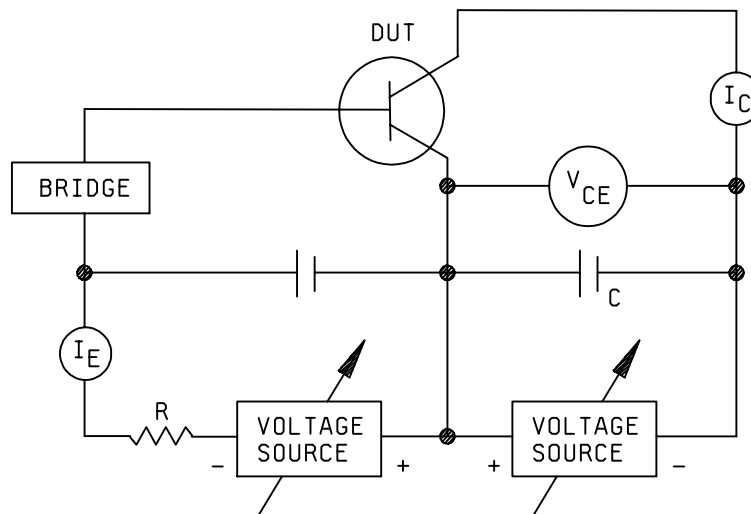 DUT
I_C
BRIDGE
V_CE
C
I_E
R
VOLTAGE
SOURCE
- +
VOLTAGE
SOURCE
+ -